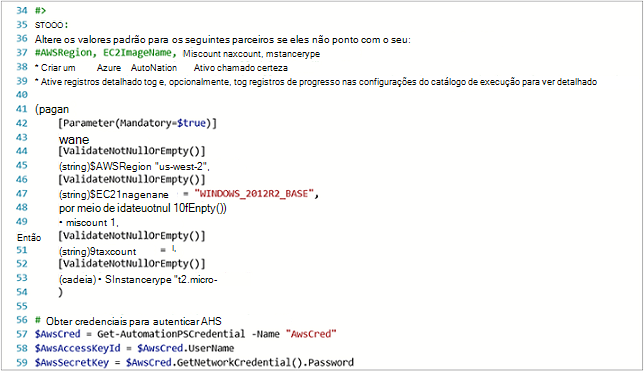 34 #>
35 STOOO:
36 Altere os valores padrão para os seguintes parceiros se eles não ponto com o seu:
37 #AWSRegion, EC2ImageName, Miscount naxcount, mstancerype
38 * Criar um Azure AutoNation Ativo chamado certeza
39 * Ative registros detalhado tog e, opcionalmente, tog registros de progresso nas configurações do catálogo de execução para ver detalhado
40
41 (pagan
42 [Parameter(Mandatory=$true)]
43 wane
44 [ValidateNotNullOrEmpty()]
45 (string)$AWSRegion "us-west-2",
46 [ValidateNotNullOrEmpty()]
47 (string)$EC21nagenane = "WINDOWS_2012R2_BASE",
48 por meio de idateuotnul 10fEnpty())
49 • miscount 1,
Então [ValidateNotNullOrEmpty()]
51 (string)9taxcount = 1,
52 [ValidateNotNullOrEmpty()]
53 (cadeia) • SInstancerype "t2.micro-
54 )
55
56 # Obter credenciais para autenticar AHS
57 $AwsCred = Get-AutomationPSCredential -Name "AwsCred"
58 $AwsAccessKeyId = $AwsCred.UserName
59 $AwsSecretKey = $AwsCred.GetNetworkCredential().Password